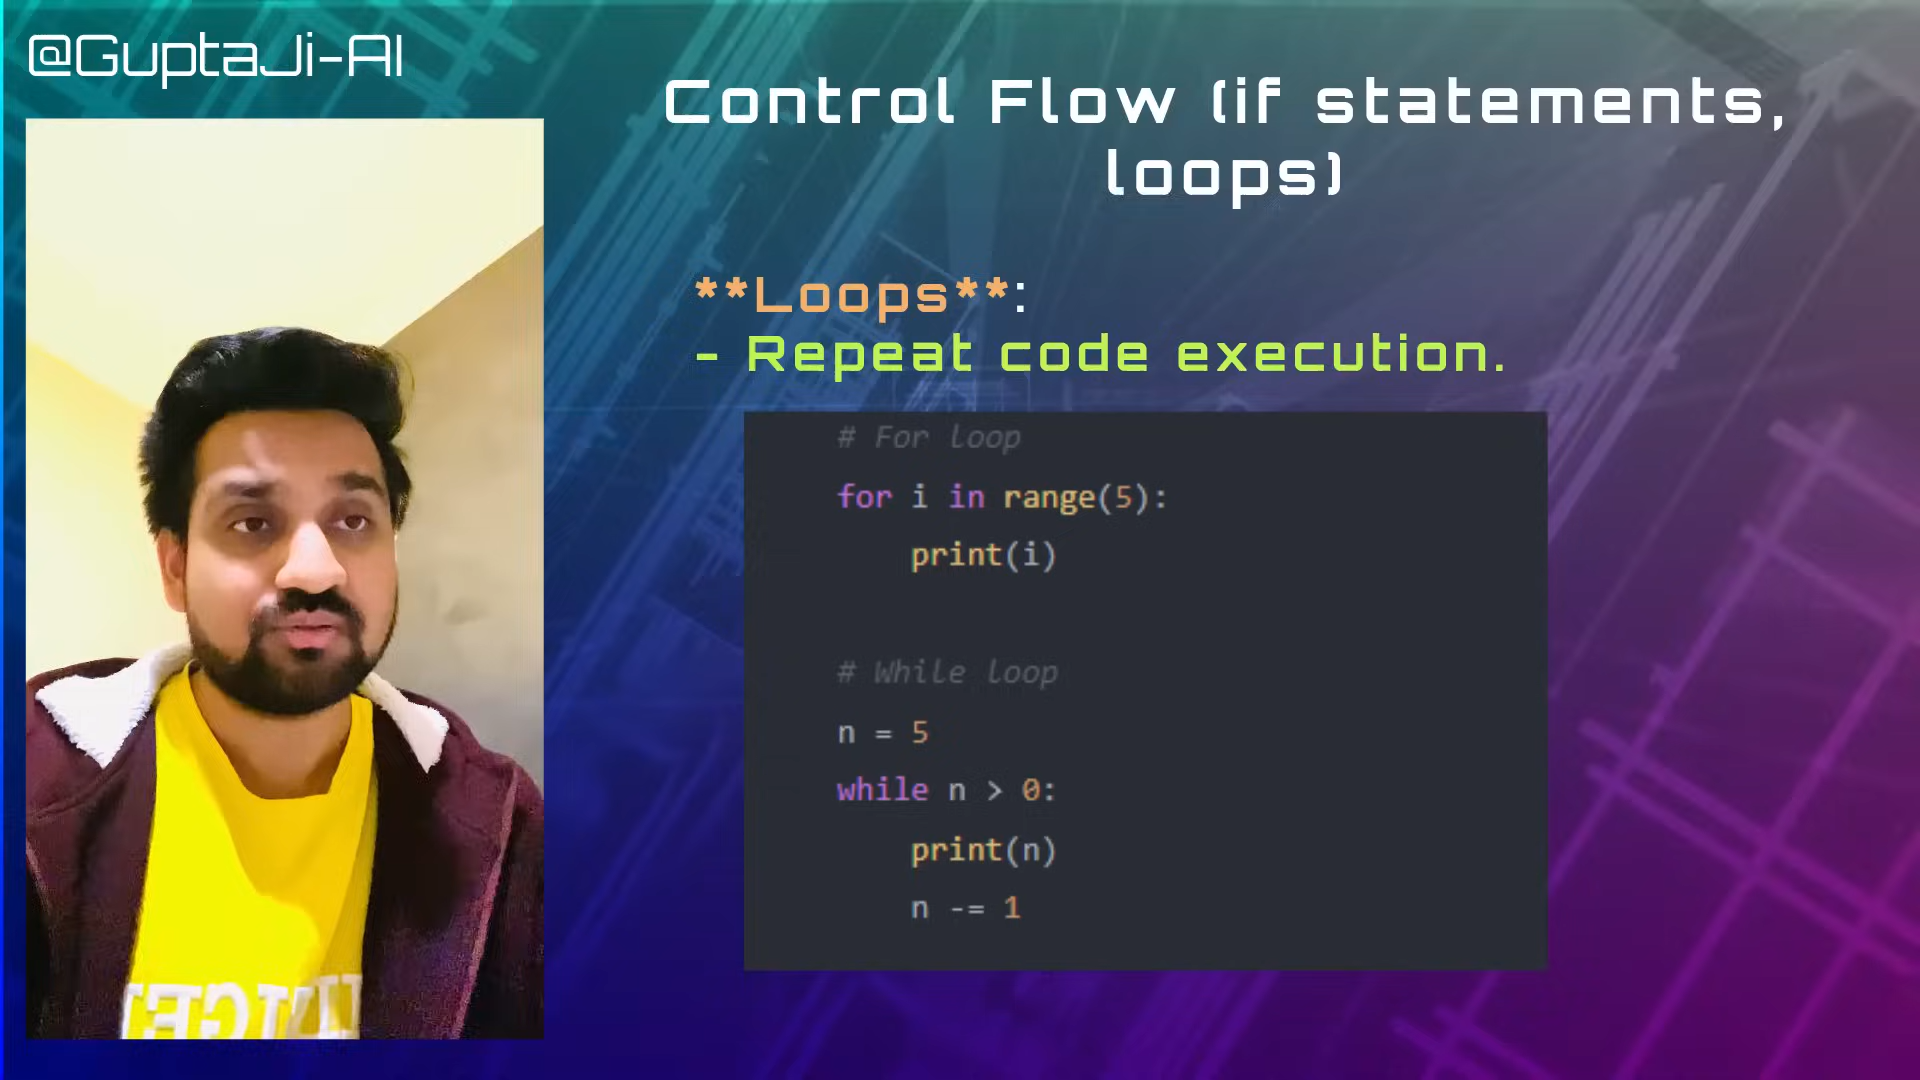 @GuptaJi-AI
Control Flow (if statements,
loops)
**Loops**:
- Repeat code execution.
# For loop
for i in range(5):
print(i)
# While loop
n = 5
while n > 0:
print(n)
n -= 1